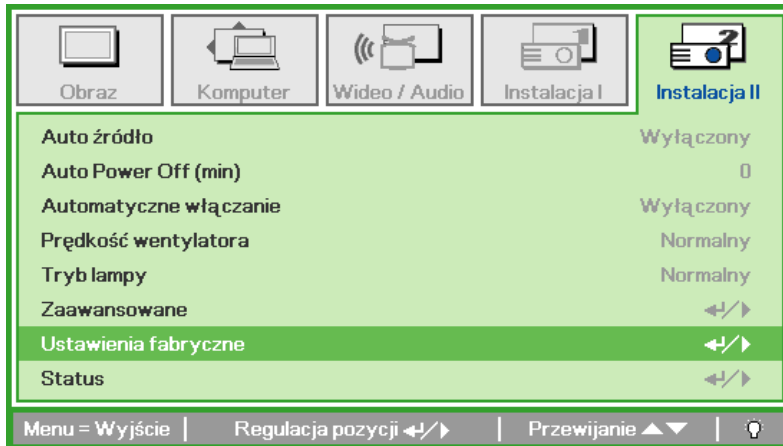 Obraz
Komputer
Wideo / Audio
Instalacja I
Instalacja II
Auto źródło Wyłączony
Auto Power Off (min) 0
Automatyczne włączanie Wyłączony
Prędkość wentylatora Normalny
Tryb lampy Normalny
Zaawansowane
Ustawienia fabryczne
Status
Menu = Wyjście | Regulacja pozycji | Przewijanie |